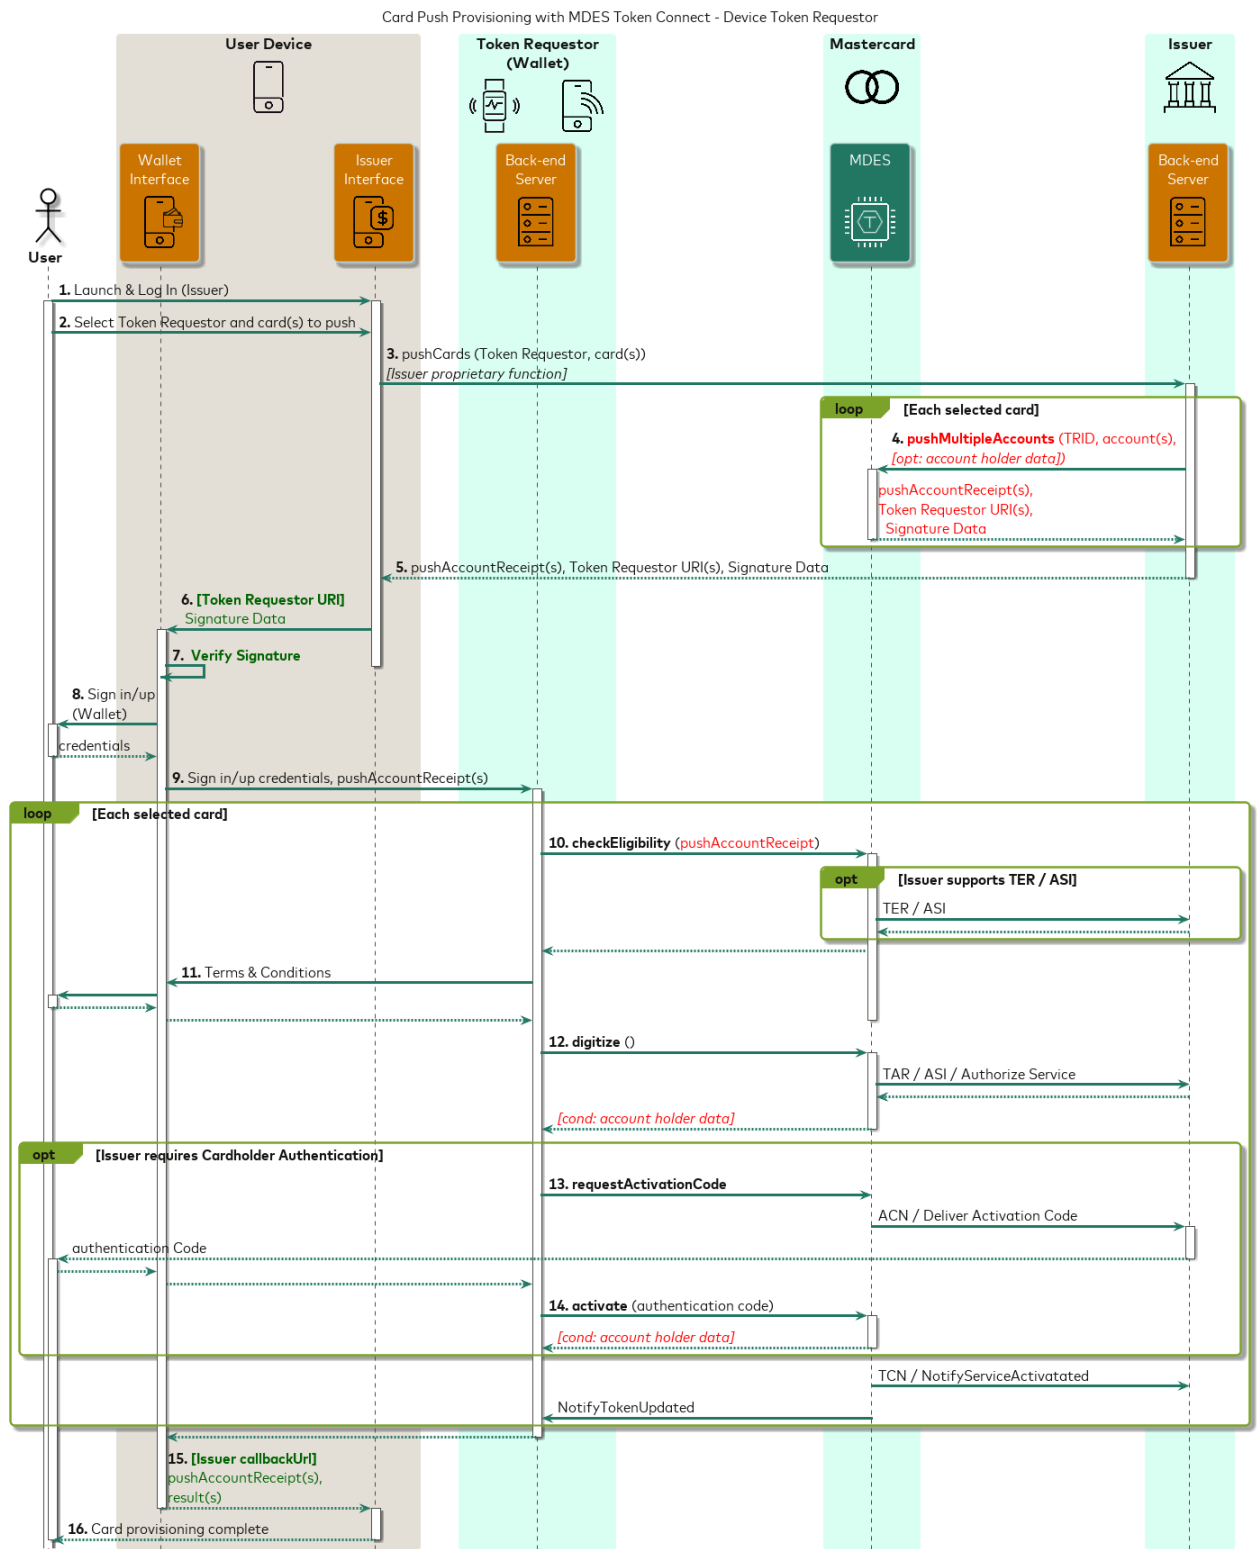 Card Push Provisioning with MDES Token Connect - Device Token Requestor
User Device
Token Requestor
(Wallet)
Mastercard
Issuer
Wallet
Interface
Issuer
Interface
Back-end
Server
MDES
Back-end
Server
$
T
User
1. Launch & Log In (Issuer)
2. Select Token Requestor and card(s) to push
3. pushCards (Token Requestor, card(s))
[Issuer proprietary function]
loop [Each selected card]
4. pushMultipleAccounts (TRID, account(s),
[opt: account holder data])
pushAccountReceipt(s),
Token Requestor URI(s),
Signature Data
5. pushAccountReceipt(s), Token Requestor URI(s), Signature Data
6. [Token Requestor URI]
Signature Data
7. Verify Signature
8. Sign in/up
(Wallet)
credentials
9. Sign in/up credentials, pushAccountReceipt(s)
loop [Each selected card]
10. checkEligibility (pushAccountReceipt)
opt [Issuer supports TER / ASI]
TER / ASI
11. Terms & Conditions
12. digitize ()
TAR / ASI / Authorize Service
[cond: account holder data]
opt [Issuer requires Cardholder Authentication]
13. requestActivationCode
ACN / Deliver Activation Code
authentication Code
14. activate (authentication code)
[cond: account holder data]
TCN / NotifyServiceActivatated
NotifyTokenUpdated
15. [Issuer callbackUrl]
pushAccountReceipt(s),
result(s)
16. Card provisioning complete